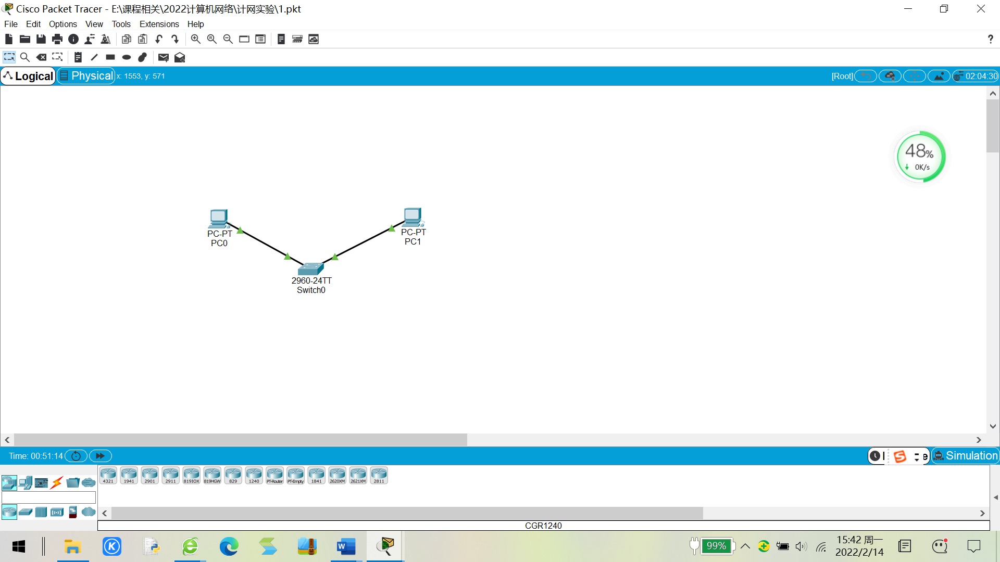 Cisco Packet Tracer - E:\课程相关\2022计算机网络\计网实验\1.pkt
File Edit Options View Tools Extensions Help
?
Logical Physical x: 1553, y: 571 [Root] 02:04:30
48%
0K/s
PC-PT
PC0
PC-PT
PC1
2960-24TT
Switch0
Time: 00:51:14 e Simulation
4321 1941 2901 2911 819IOX 819HGW 829 1240 PT-Router PT-Empty 1841 2620XM 2621XM 2811
CGR1240
99%
15:42 周一
2022/2/14